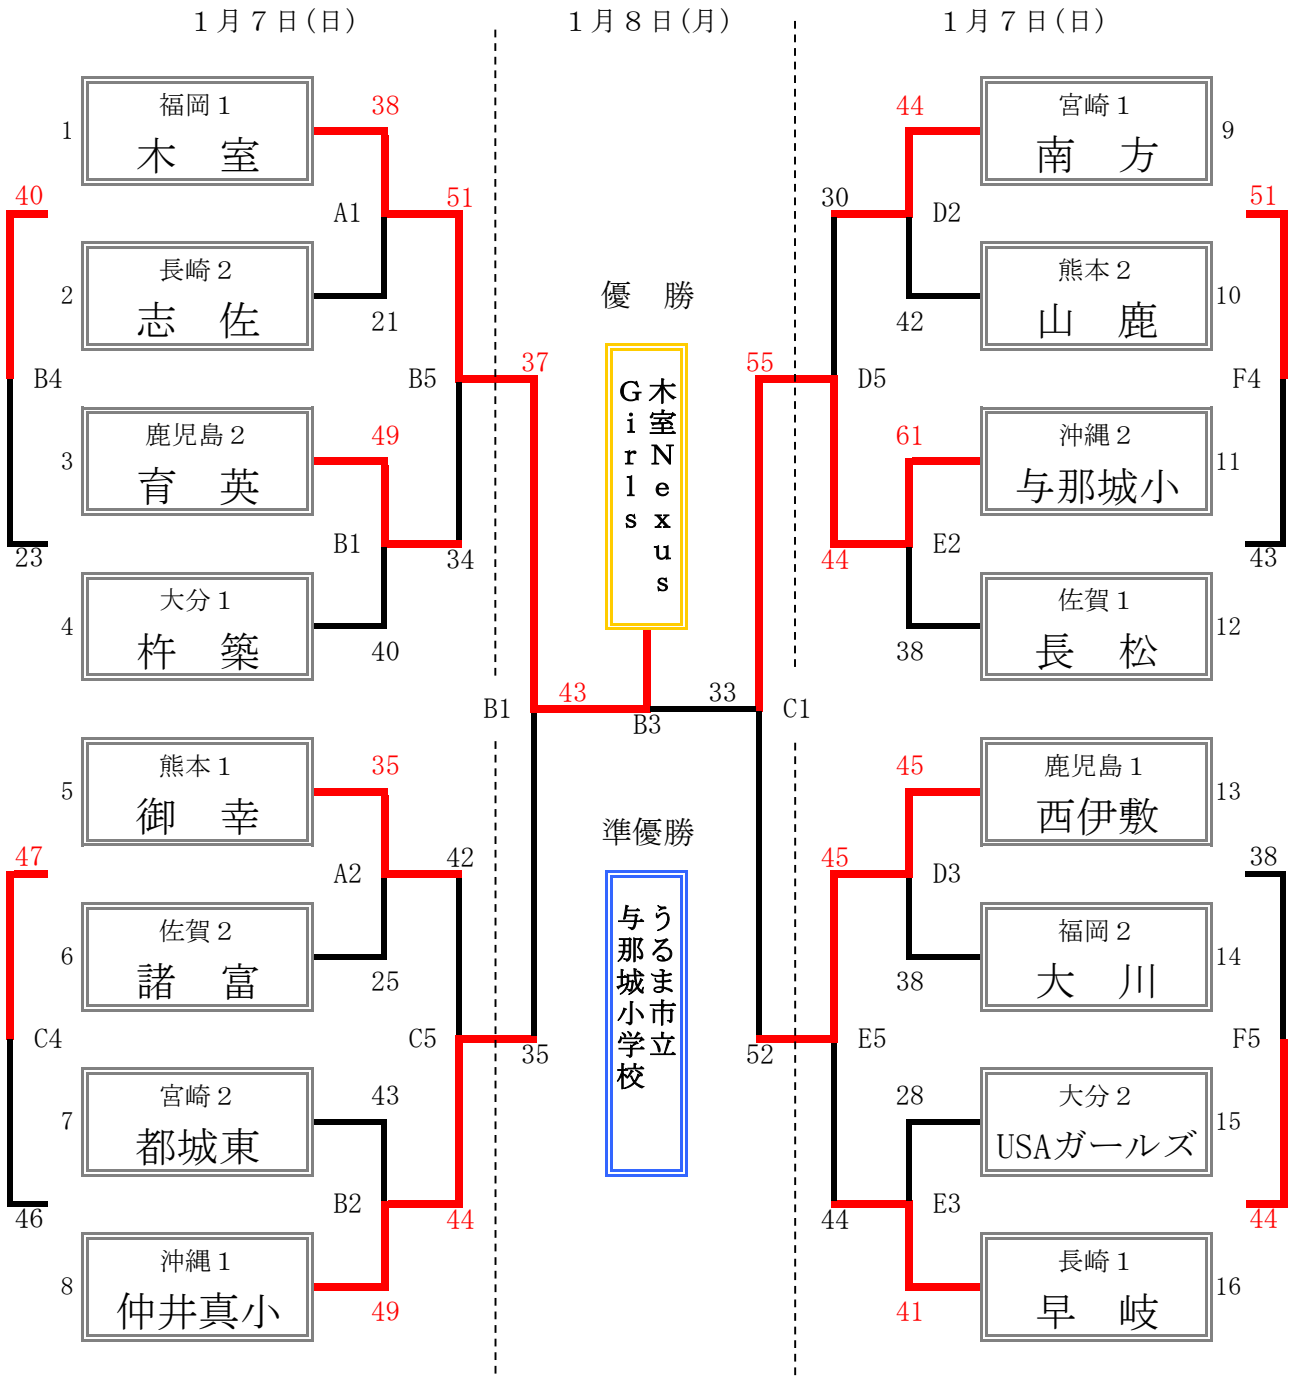 １月７日(日)
１月８日(月)
１月７日(日)
1
福岡１
木　室
38
40
A1
51
2
長崎２
志　佐
21
B4
B5
37
3
鹿児島２
育　英
49
23
B1
34
4
大分１
杵　築
40
B1
5
熊本１
御　幸
35
47
A2
42
6
佐賀２
諸　富
25
C4
C5
35
7
宮崎２
都城東
43
46
B2
44
8
沖縄１
仲井真小
49
優　勝
木室Nexus
Girls
43
33
B3
準優勝
うるま市立
与那城小学校
44
宮崎１
南　方
9
30
D2
51
42
熊本２
山　鹿
10
55
D5
F4
61
沖縄２
与那城小
11
44
E2
43
38
佐賀１
長　松
12
C1
45
鹿児島１
西伊敷
13
45
D3
38
38
福岡２
大　川
14
52
E5
F5
28
大分２
USAガールズ
15
44
E3
44
41
長崎１
早　岐
16